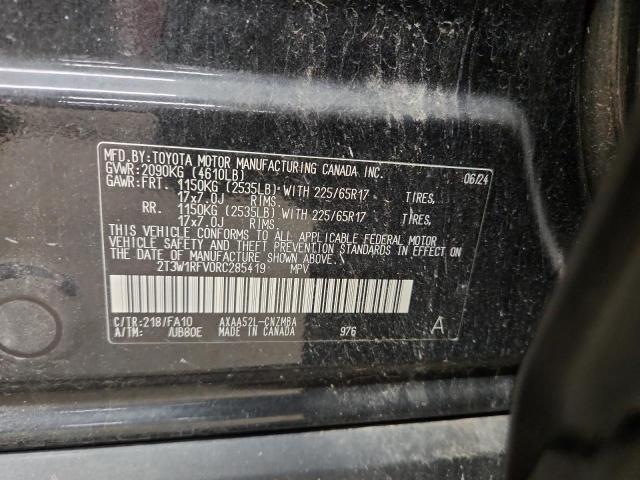 MFD.BY:TOYOTA MOTOR MANUFACTURING CANADA INC.
GVWR:2090KG (4610LB) 06/24
GAWR:FRT. 1150KG (2535LB) WITH 225/65R17 TIRES,
17x7.0J RIMS.
RR. 1150KG (2535LB) WITH 225/65R17 TIRES,
17x7.0J RIMS.
THIS VEHICLE CONFORMS TO ALL APPLICABLE FEDERAL MOTOR
VEHICLE SAFETY AND THEFT PREVENTION STANDARDS IN EFFECT ON
THE DATE OF MANUFACTURE SHOWN ABOVE.
2T3W1RFV0RC285419 MPV
C/TR:218/FA10 AXAA52L-CNZMBA A
A/TM: /UB80E MADE IN CANADA 976